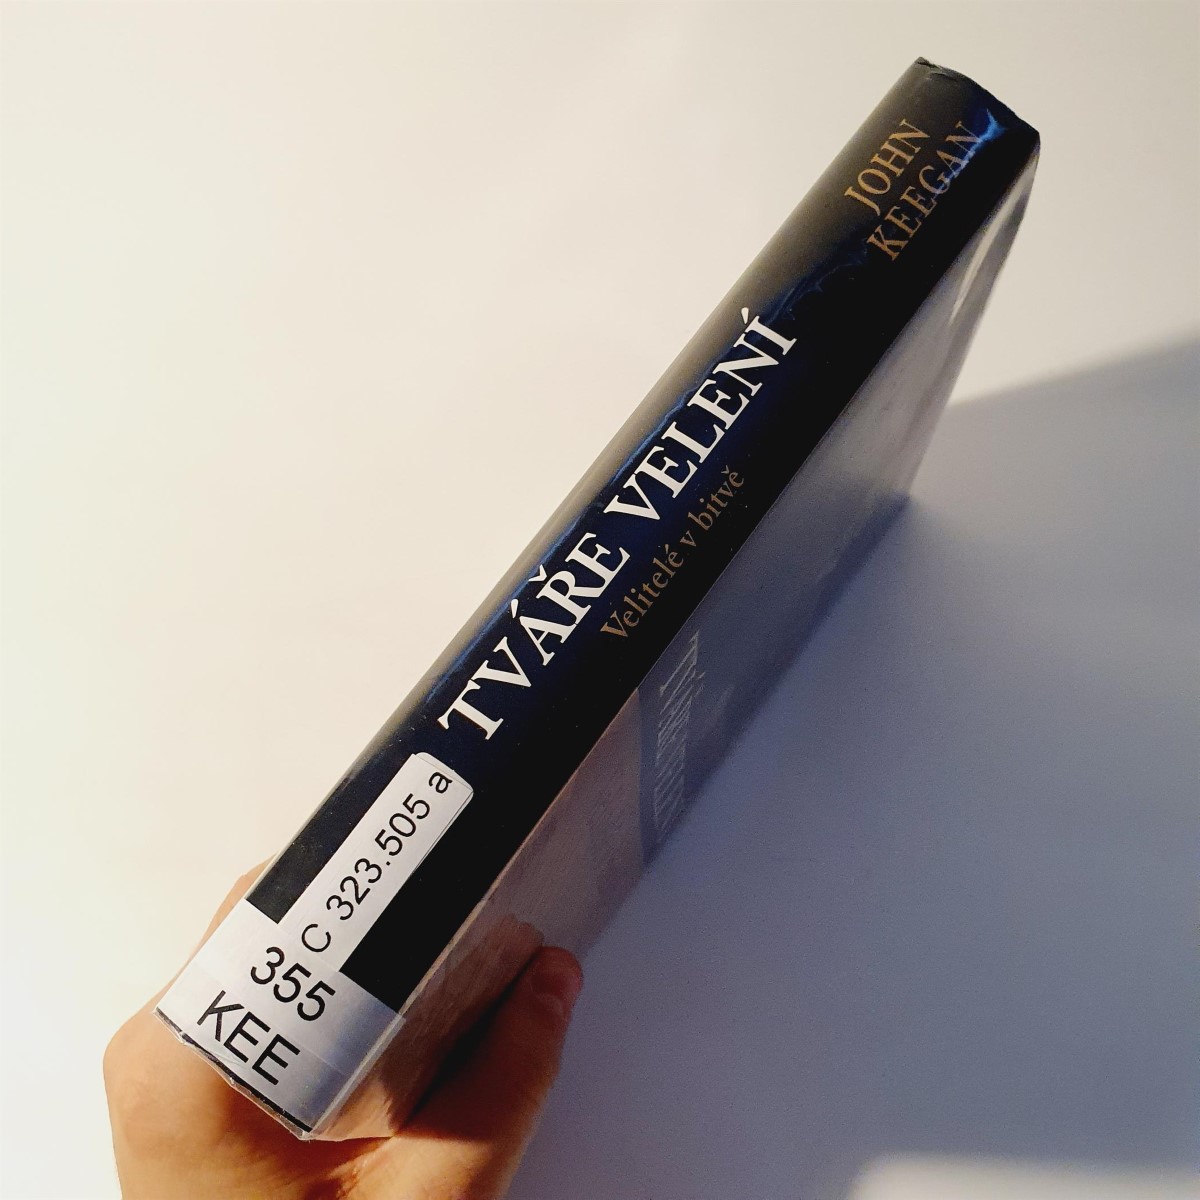 JOHN
KEEGAN
TVÁŘE VELENÍ
Velitelé v bitvě
C 323.505 a
355
KEE